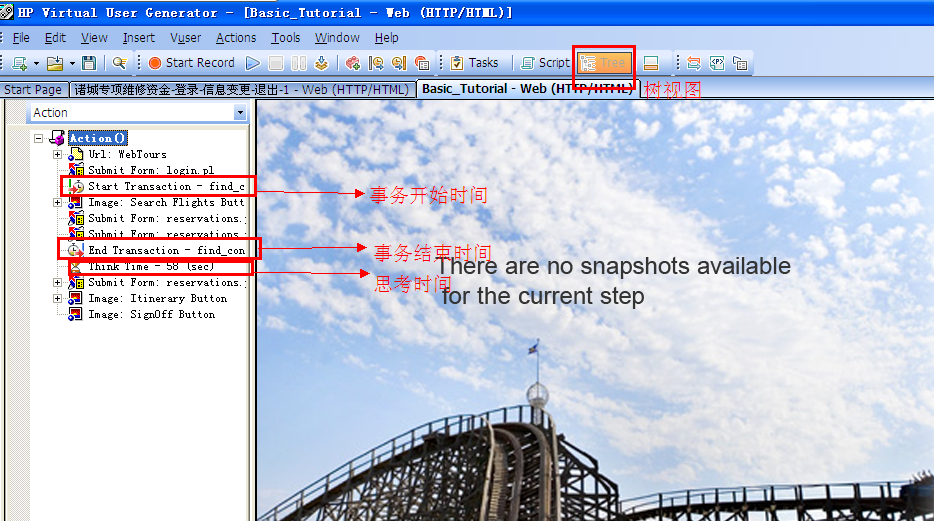 HP Virtual User Generator - [Basic_Tutorial - Web (HTTP/HTML)]
File Edit View Insert Vuser Actions Tools Window Help
Start Record Tasks Script Tree
Start Page 诸城专项维修资金-登录-信息变更-退出-1 - Web (HTTP/HTML) Basic_Tutorial - Web (HTTP/HTML) 树视图
Action
Action()
Url: WebTours
Submit Form: login.pl
Start Transaction - find_c 事务开始时间
Image: Search Flights Butt
Submit Form: reservations.
Submit Form: reservations.
End Transaction - find_con 事务结束时间
Think Time - 58 (sec) 思考时间
There are no snapshots available
for the current step
Submit Form: reservations.
Image: Itinerary Button
Image: SignOff Button